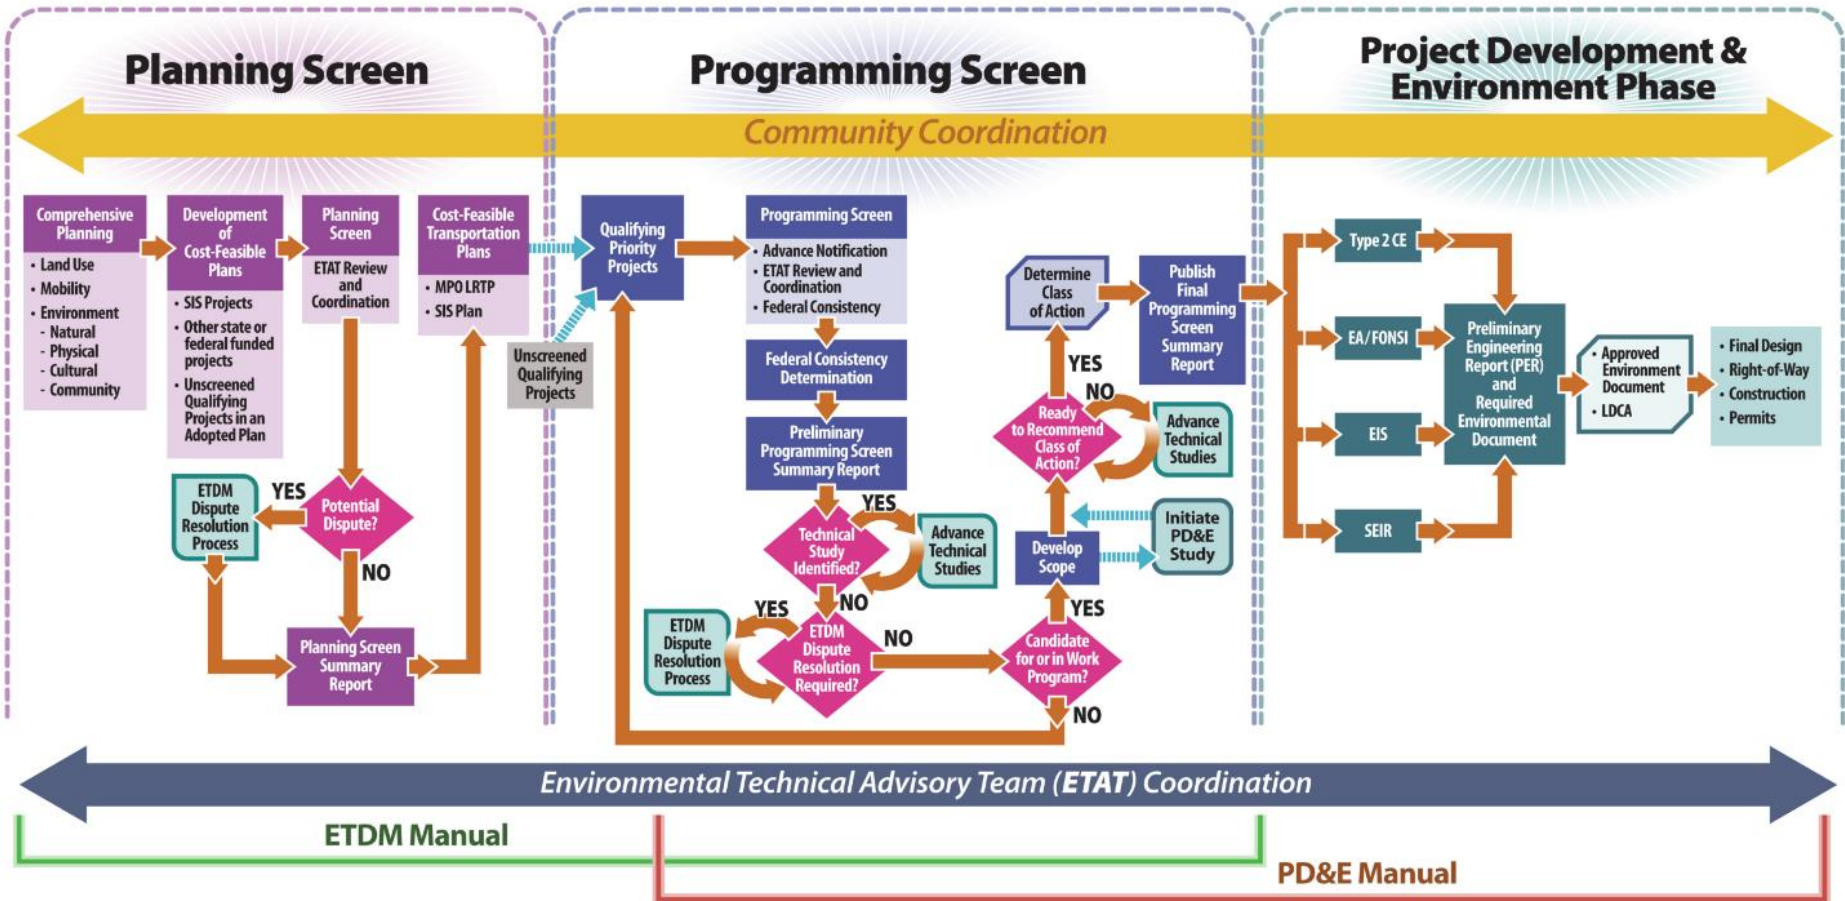 Planning Screen
Programming Screen
Project Development &
Environment Phase
Community Coordination
Comprehensive
Planning
• Land Use
• Mobility
• Environment
- Natural
- Physical
- Cultural
- Community
Development
of
Cost-Feasible
Plans
• SIS Projects
• Other state or
federal funded
projects
• Unscreened
Qualifying
Projects in an
Adopted Plan
Planning
Screen
ETAT Review
and
Coordination
Cost-Feasible
Transportation
Plans
• MPO LRTP
• SIS Plan
Potential
Dispute?
YES
NO
ETDM
Dispute
Resolution
Process
Planning Screen
Summary
Report
Unscreened
Qualifying
Projects
Qualifying
Priority
Projects
Programming Screen
• Advance Notification
• ETAT Review and
Coordination
• Federal Consistency
Federal Consistency
Determination
Preliminary
Programming Screen
Summary Report
Technical
Study
Identified?
YES
Advance
Technical
Studies
NO
ETDM
Dispute
Resolution
Required?
YES
ETDM
Dispute
Resolution
Process
NO
Candidate
for or in Work
Program?
NO
YES
Develop
Scope
Initiate
PD&E
Study
Ready
to Recommend
Class of
Action?
NO
Advance
Technical
Studies
YES
Determine
Class
of Action
Publish
Final
Programming
Screen
Summary
Report
Type 2 CE
EA/FONSI
EIS
SEIR
Preliminary
Engineering
Report (PER)
and
Required
Environmental
Document
• Approved
Environment
Document
• LDCA
• Final Design
• Right-of-Way
• Construction
• Permits
Environmental Technical Advisory Team (ETAT) Coordination
ETDM Manual
PD&E Manual